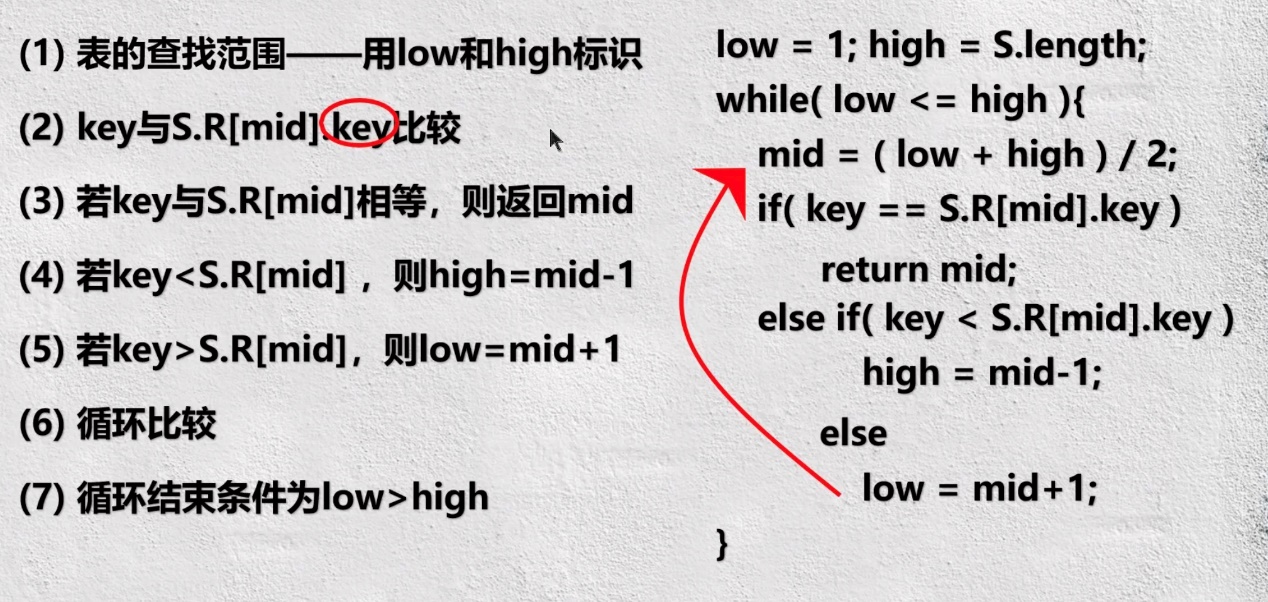 (1) 表的查找范围——用low和high标识
(2) key与S.R[mid].key比较
(3) 若key与S.R[mid]相等，则返回mid
(4) 若key<S.R[mid] ，则high=mid-1
(5) 若key>S.R[mid]，则low=mid+1
(6) 循环比较
(7) 循环结束条件为low>high
low = 1; high = S.length;
while( low <= high ){
mid = ( low + high ) / 2;
if( key == S.R[mid].key )
return mid;
else if( key < S.R[mid].key )
high = mid-1;
else
low = mid+1;
}